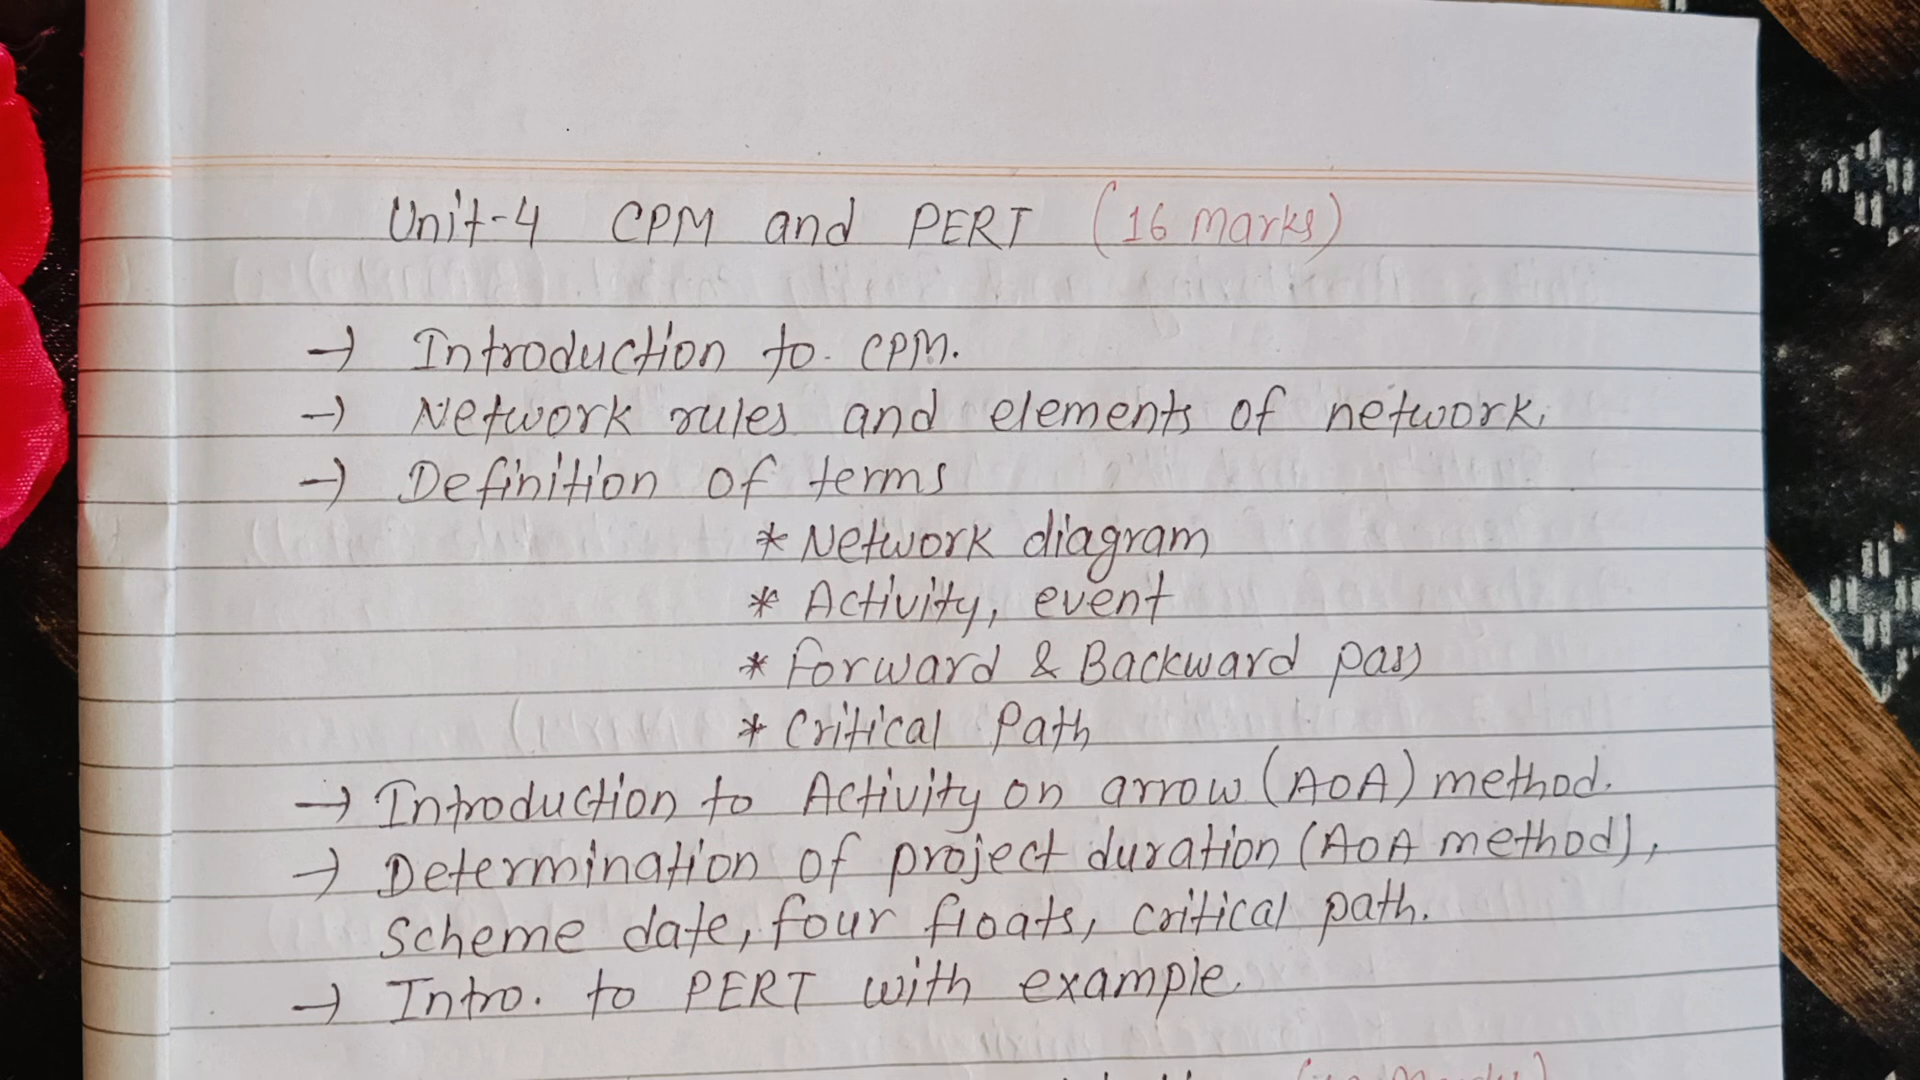 Unit-4 CPM and PERT (16 marks)
→ Introduction to CPM.
→ Network rules and elements of network.
→ Definition of terms
* Network diagram
* Activity, event
* Forward & Backward pass
* Critical Path
→ Introduction to Activity on arrow (AOA) method.
→ Determination of project duration (AOA method),
Scheme date, four floats, critical path.
→ Intro. to PERT with example.